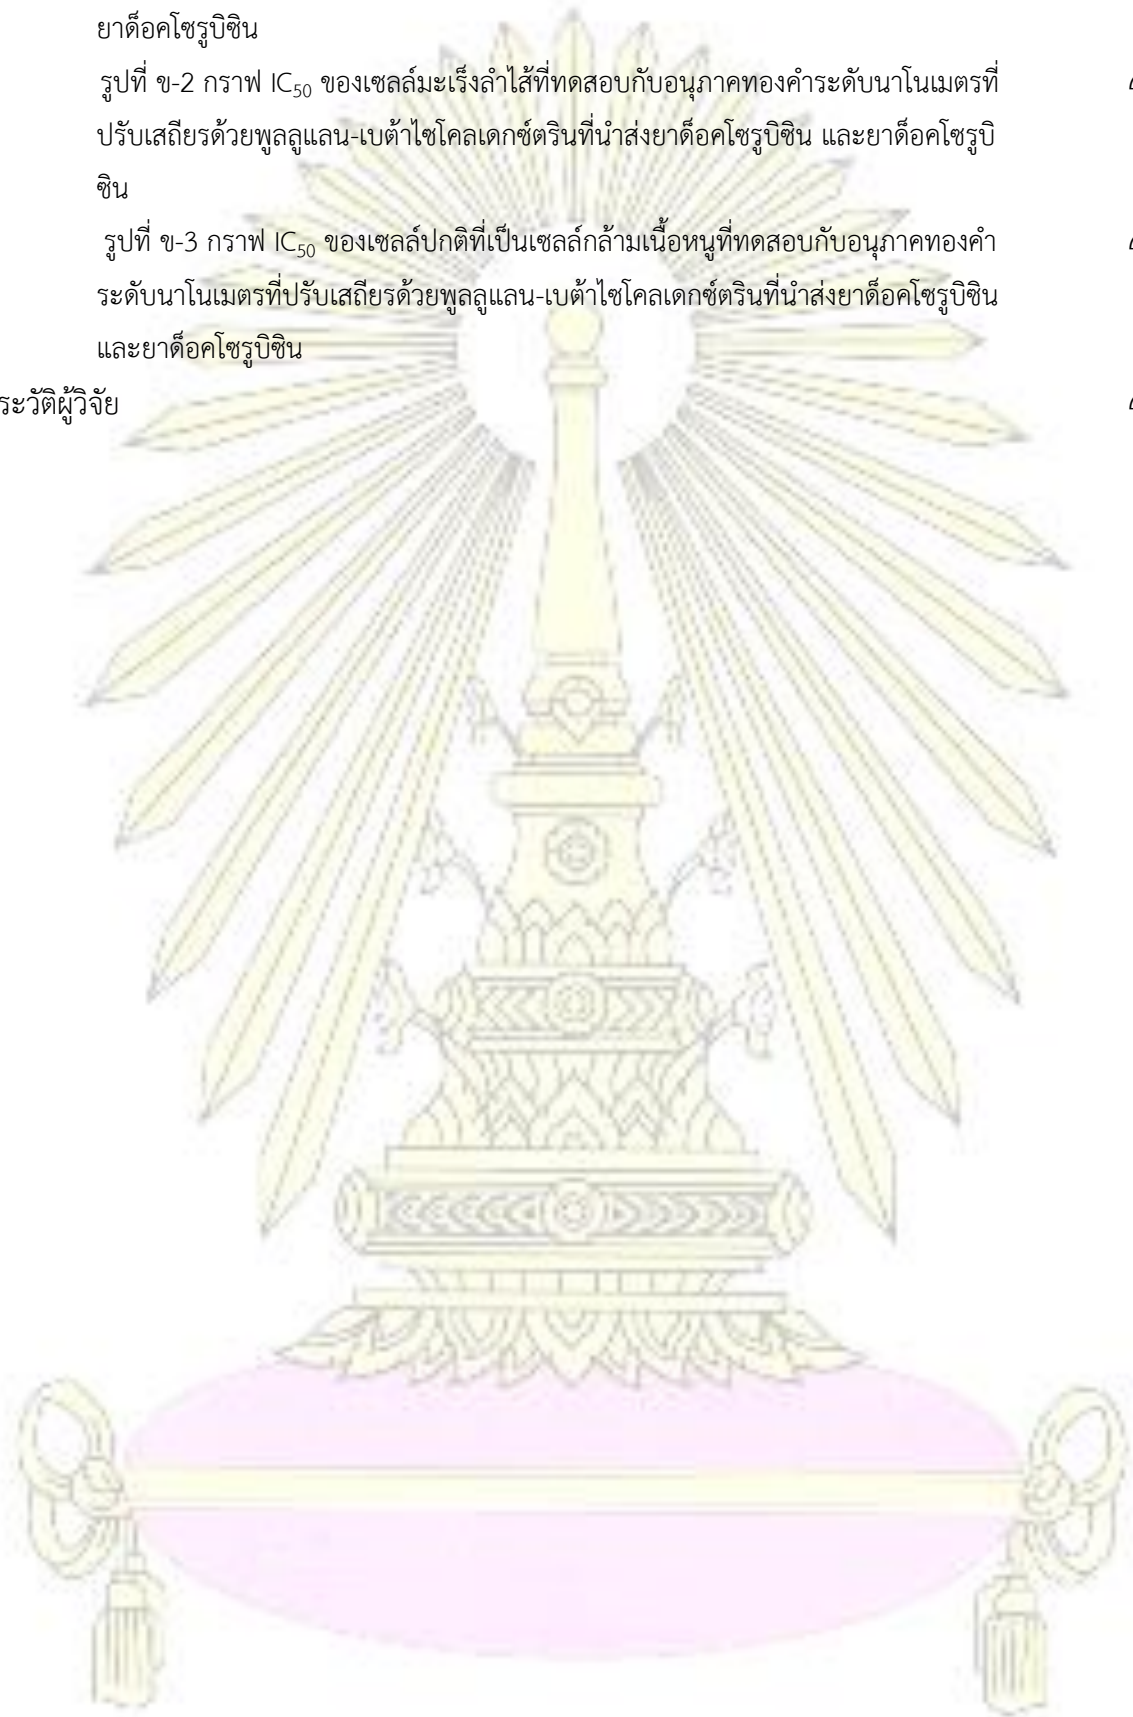 ยาด็อคโซรูบิซิน
รูปที่ ข-2 กราฟ IC₅₀ ของเซลล์มะเร็งลำไส้ที่ทดสอบกับอนุภาคทองคำระดับนาโนเมตรที่
ปรับเสถียรด้วยพูลลูแลน-เบต้าไซโคลเดกซ์ตรินที่นำส่งยาด็อคโซรูบิซิน และยาด็อคโซรูบิ
ซิน
รูปที่ ข-3 กราฟ IC₅₀ ของเซลล์ปกติที่เป็นเซลล์กล้ามเนื้อหนูที่ทดสอบกับอนุภาคทองคำ
ระดับนาโนเมตรที่ปรับเสถียรด้วยพูลลูแลน-เบต้าไซโคลเดกซ์ตรินที่นำส่งยาด็อคโซรูบิซิน
และยาด็อคโซรูบิซิน
ระวัติผู้วิจัย